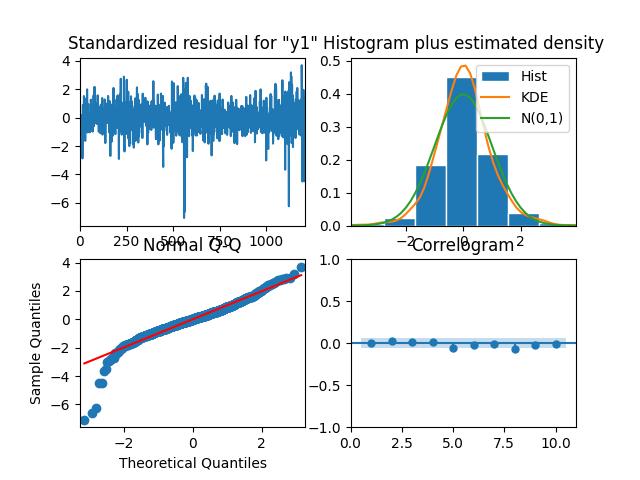 Standardized residual for "y1"
4
2
0
−2
−4
−6
0 250 500 750 1000
Histogram plus estimated density
0.5
0.4
0.3
0.2
0.1
0.0
−2 0 2
Hist
KDE
N(0,1)
Normal Q-Q
Sample Quantiles
4
2
0
−2
−4
−6
−2 0 2
Theoretical Quantiles
Correlogram
1.0
0.5
0.0
−0.5
−1.0
0.0 2.5 5.0 7.5 10.0